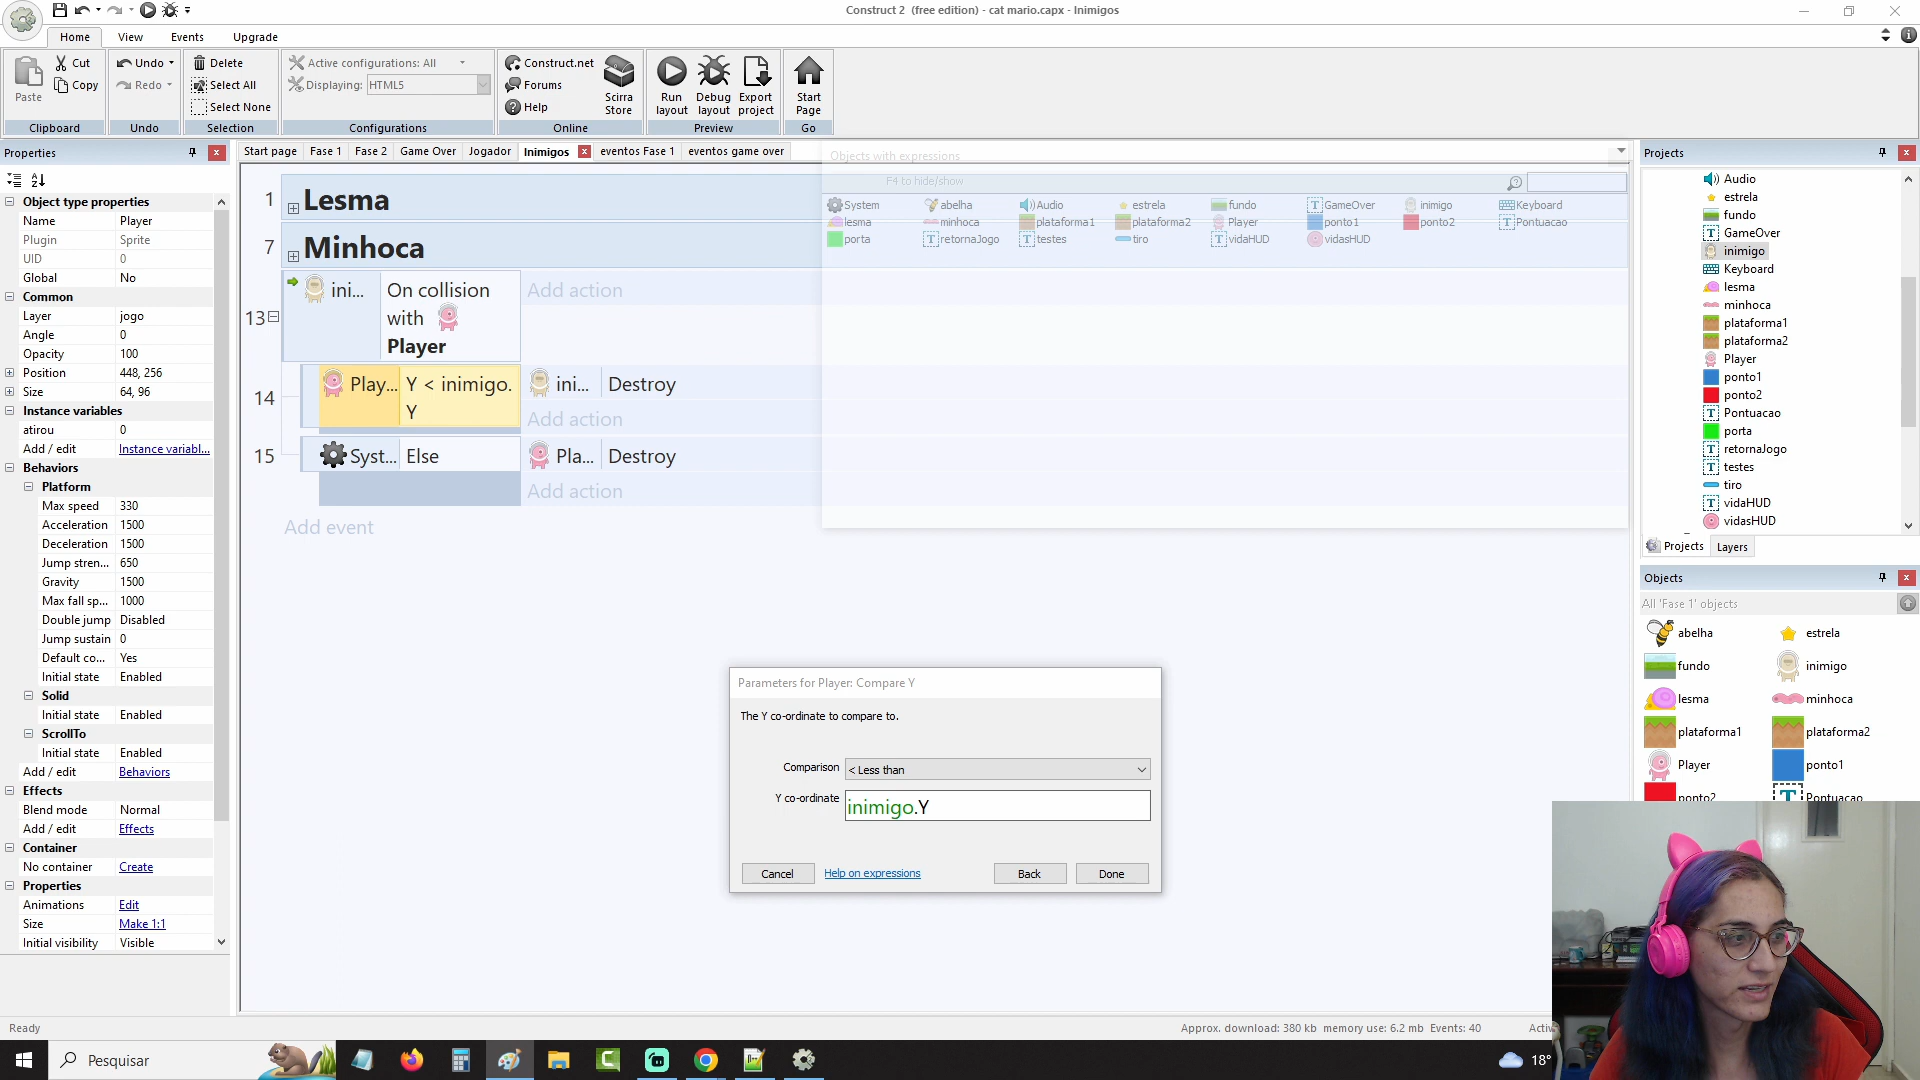 Construct 2 (free edition) - cat mario.capx - Inimigos
Home
View
Events
Upgrade
Paste
Cut
Copy
Clipboard
Undo
Redo
Undo
Delete
Select All
Select None
Selection
Active configurations: All
Displaying: HTML5
Configurations
Construct.net
Forums
Help
Scirra Store
Online
Run layout
Debug layout
Export project
Preview
Start Page
Go
Properties
Object type properties
Name Player
Plugin Sprite
UID 0
Global No
Common
Layer jogo
Angle 0
Opacity 100
Position 448, 256
Size 64, 96
Instance variables
atirou 0
Add / edit Instance variabl...
Behaviors
Platform
Max speed 330
Acceleration 1500
Deceleration 1500
Jump stren... 650
Gravity 1500
Max fall sp... 1000
Double jump Disabled
Jump sustain 0
Default co... Yes
Initial state Enabled
Solid
Initial state Enabled
ScrollTo
Initial state Enabled
Add / edit Behaviors
Effects
Blend mode Normal
Add / edit Effects
Container
No container Create
Properties
Animations Edit
Size Make 1:1
Initial visibility Visible
Start page
Fase 1
Fase 2
Game Over
Jogador
Inimigos
eventos Fase 1
eventos game over
1 Lesma
7 Minhoca
13 ini... On collision with Player Add action
14 Play... Y < inimigo.Y ini... Destroy
Add action
15 Syst... Else Pla... Destroy
Add action
Add event
Objects with expressions
F4 to hide/show
System abelha Audio estrela fundo GameOver inimigo Keyboard
lesma minhoca plataforma1 plataforma2 Player ponto1 ponto2 Pontuacao
porta retornaJogo testes tiro vidaHUD vidasHUD
Parameters for Player: Compare Y
The Y co-ordinate to compare to.
Comparison < Less than
Y co-ordinate inimigo.Y
Cancel
Help on expressions
Back
Done
Projects
Audio
estrela
fundo
GameOver
inimigo
Keyboard
lesma
minhoca
plataforma1
plataforma2
Player
ponto1
ponto2
Pontuacao
porta
retornaJogo
testes
tiro
vidaHUD
vidasHUD
Projects
Layers
Objects
All 'Fase 1' objects
abelha
estrela
fundo
inimigo
lesma
minhoca
plataforma1
plataforma2
Player
ponto1
ponto2
Pontuacao
Ready
Approx. download: 380 kb memory use: 6.2 mb Events: 40
Activ
Pesquisar
18°